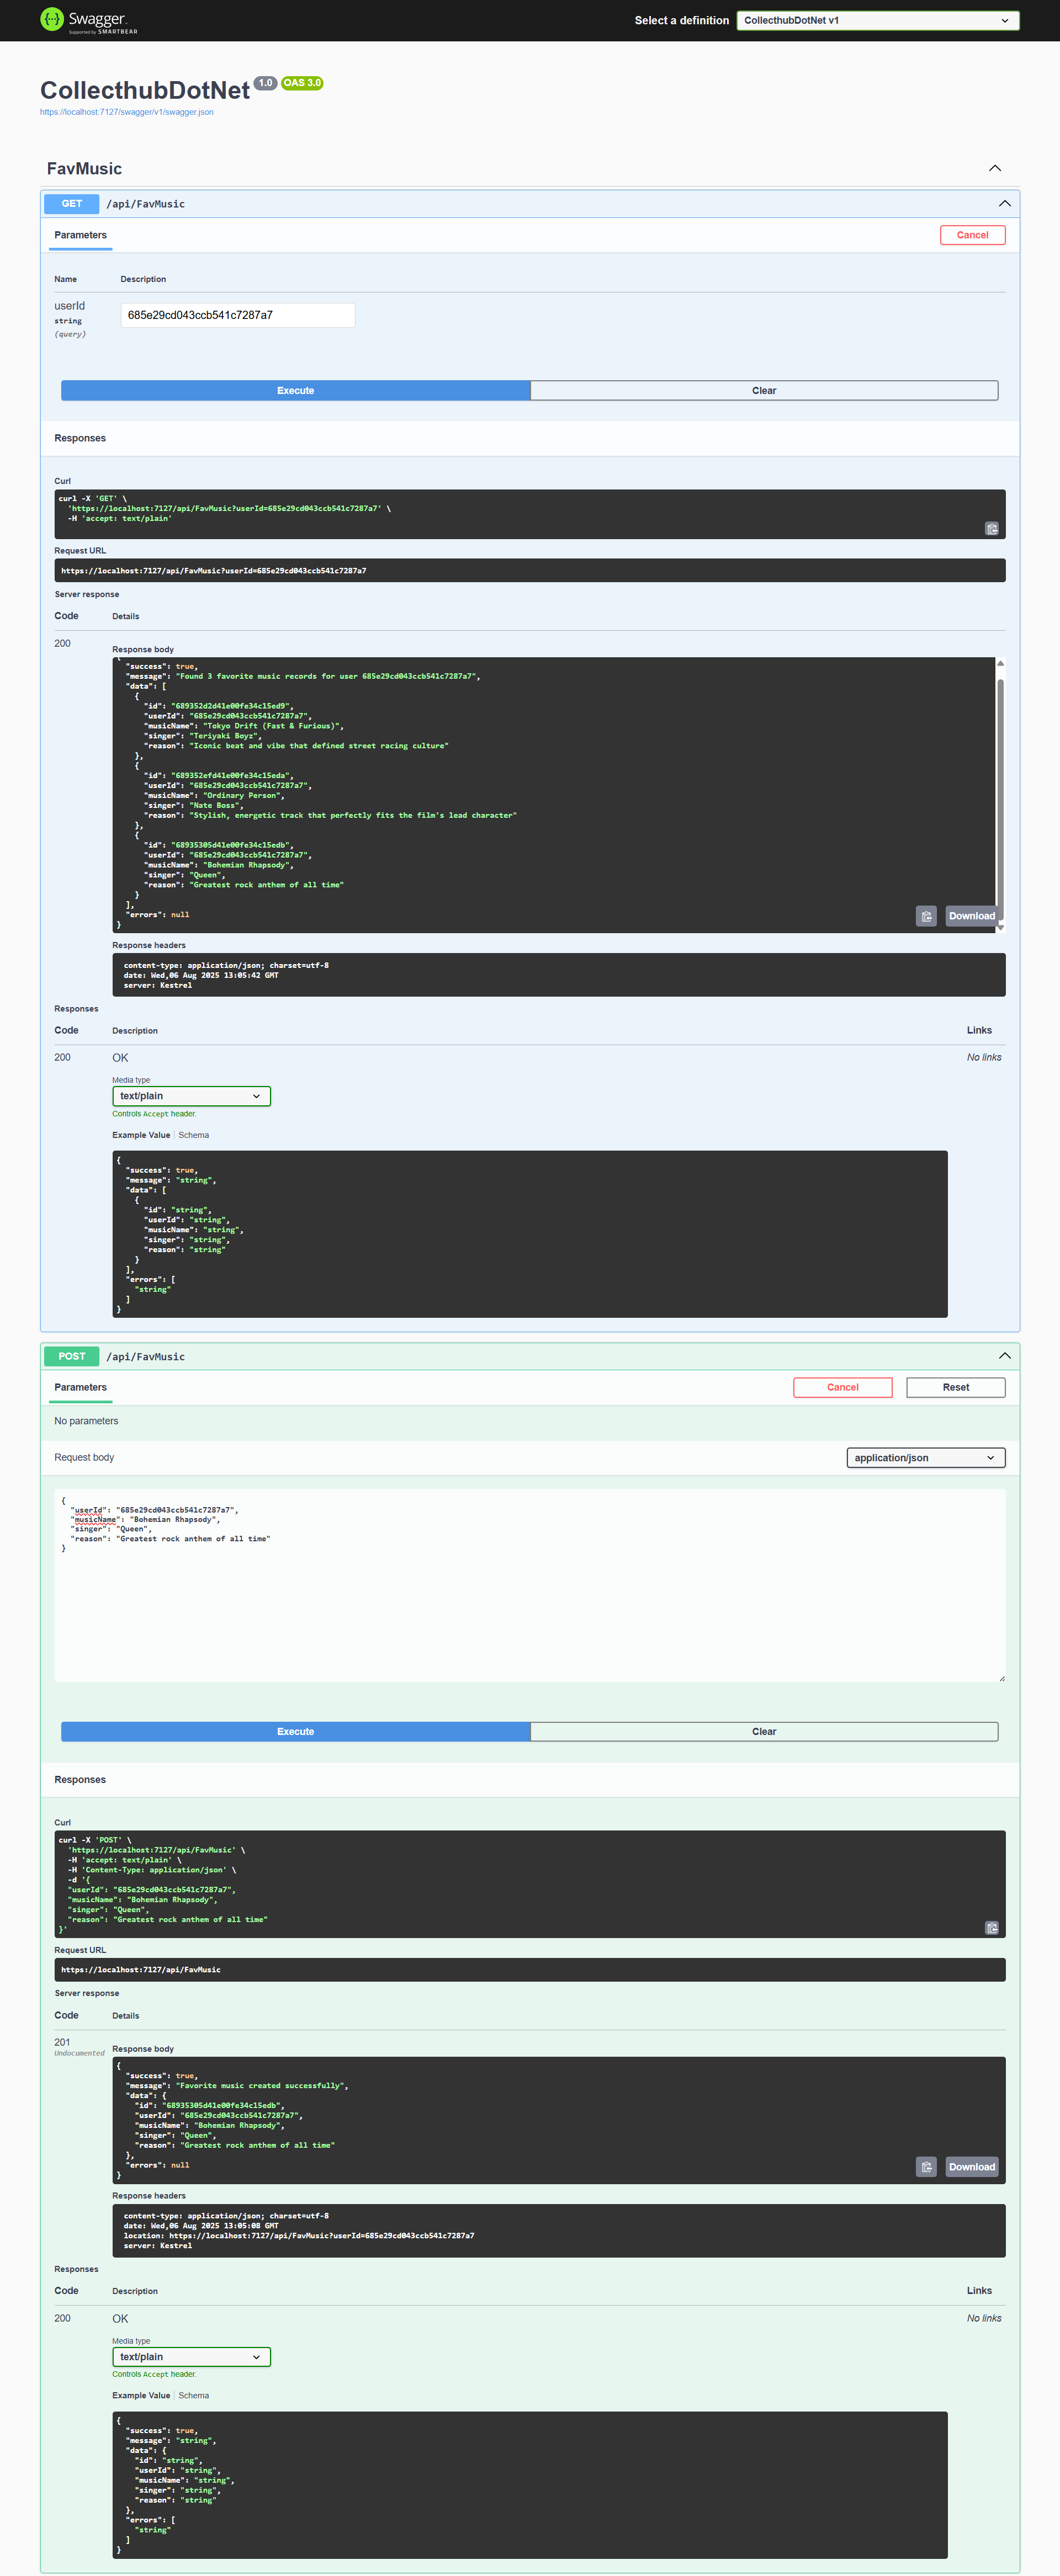 Swagger.
Supported by SMARTBEAR
Select a definition
CollecthubDotNet v1
CollecthubDotNet 1.0 OAS 3.0
https://localhost:7127/swagger/v1/swagger.json
FavMusic
GET /api/FavMusic
Parameters
Cancel
Name Description
userId
string
(query)
685e29cd043ccb541c7287a7
Execute Clear
Responses
Curl
curl -X 'GET' \
'https://localhost:7127/api/FavMusic?userId=685e29cd043ccb541c7287a7' \
-H 'accept: text/plain'
Request URL
https://localhost:7127/api/FavMusic?userId=685e29cd043ccb541c7287a7
Server response
Code Details
200
Response body
{
"success": true,
"message": "Found 3 favorite music records for user 685e29cd043ccb541c7287a7",
"data": [
{
"id": "689352d2d41e00fe34c15ed9",
"userId": "685e29cd043ccb541c7287a7",
"musicName": "Tokyo Drift (Fast & Furious)",
"singer": "Teriyaki Boyz",
"reason": "Iconic beat and vibe that defined street racing culture"
},
{
"id": "689352efd41e00fe34c15eda",
"userId": "685e29cd043ccb541c7287a7",
"musicName": "Ordinary Person",
"singer": "Nate Boss",
"reason": "Stylish, energetic track that perfectly fits the film's lead character"
},
{
"id": "68935305d41e00fe34c15edb",
"userId": "685e29cd043ccb541c7287a7",
"musicName": "Bohemian Rhapsody",
"singer": "Queen",
"reason": "Greatest rock anthem of all time"
}
],
"errors": null
}
Download
Response headers
content-type: application/json; charset=utf-8
date: Wed,06 Aug 2025 13:05:42 GMT
server: Kestrel
Responses
Code Description Links
200 OK No links
Media type
text/plain
Controls Accept header.
Example Value Schema
{
"success": true,
"message": "string",
"data": [
{
"id": "string",
"userId": "string",
"musicName": "string",
"singer": "string",
"reason": "string"
}
],
"errors": [
"string"
]
}
POST /api/FavMusic
Parameters
Cancel Reset
No parameters
Request body
application/json
{
"userId": "685e29cd043ccb541c7287a7",
"musicName": "Bohemian Rhapsody",
"singer": "Queen",
"reason": "Greatest rock anthem of all time"
}
Execute Clear
Responses
Curl
curl -X 'POST' \
'https://localhost:7127/api/FavMusic' \
-H 'accept: text/plain' \
-H 'Content-Type: application/json' \
-d '{
"userId": "685e29cd043ccb541c7287a7",
"musicName": "Bohemian Rhapsody",
"singer": "Queen",
"reason": "Greatest rock anthem of all time"
}'
Request URL
https://localhost:7127/api/FavMusic
Server response
Code Details
201
Undocumented
Response body
{
"success": true,
"message": "Favorite music created successfully",
"data": {
"id": "68935305d41e00fe34c15edb",
"userId": "685e29cd043ccb541c7287a7",
"musicName": "Bohemian Rhapsody",
"singer": "Queen",
"reason": "Greatest rock anthem of all time"
},
"errors": null
}
Download
Response headers
content-type: application/json; charset=utf-8
date: Wed,06 Aug 2025 13:05:08 GMT
location: https://localhost:7127/api/FavMusic?userId=685e29cd043ccb541c7287a7
server: Kestrel
Responses
Code Description Links
200 OK No links
Media type
text/plain
Controls Accept header.
Example Value Schema
{
"success": true,
"message": "string",
"data": {
"id": "string",
"userId": "string",
"musicName": "string",
"singer": "string",
"reason": "string"
},
"errors": [
"string"
]
}